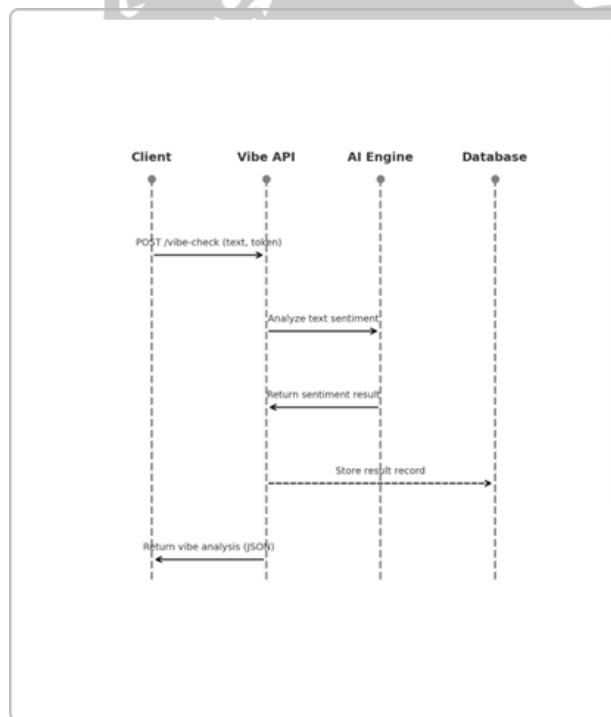 Client Vibe API AI Engine Database
POST /vibe-check (text, token)
Analyze text sentiment
Return sentiment result
Store result record
Return vibe analysis (JSON)